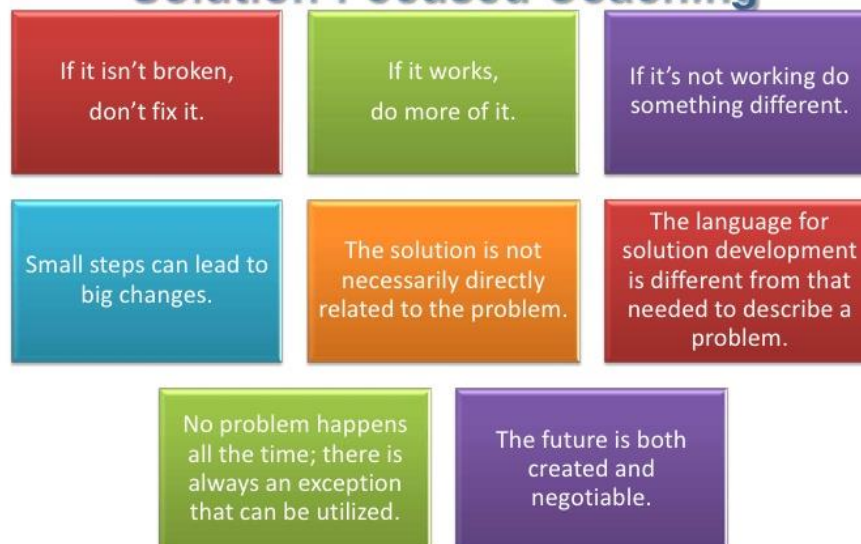 Solution Focused Coaching
If it isn’t broken,
don’t fix it.
If it works,
do more of it.
If it’s not working do
something different.
Small steps can lead to
big changes.
The solution is not
necessarily directly
related to the problem.
The language for
solution development
is different from that
needed to describe a
problem.
No problem happens
all the time; there is
always an exception
that can be utilized.
The future is both
created and
negotiable.